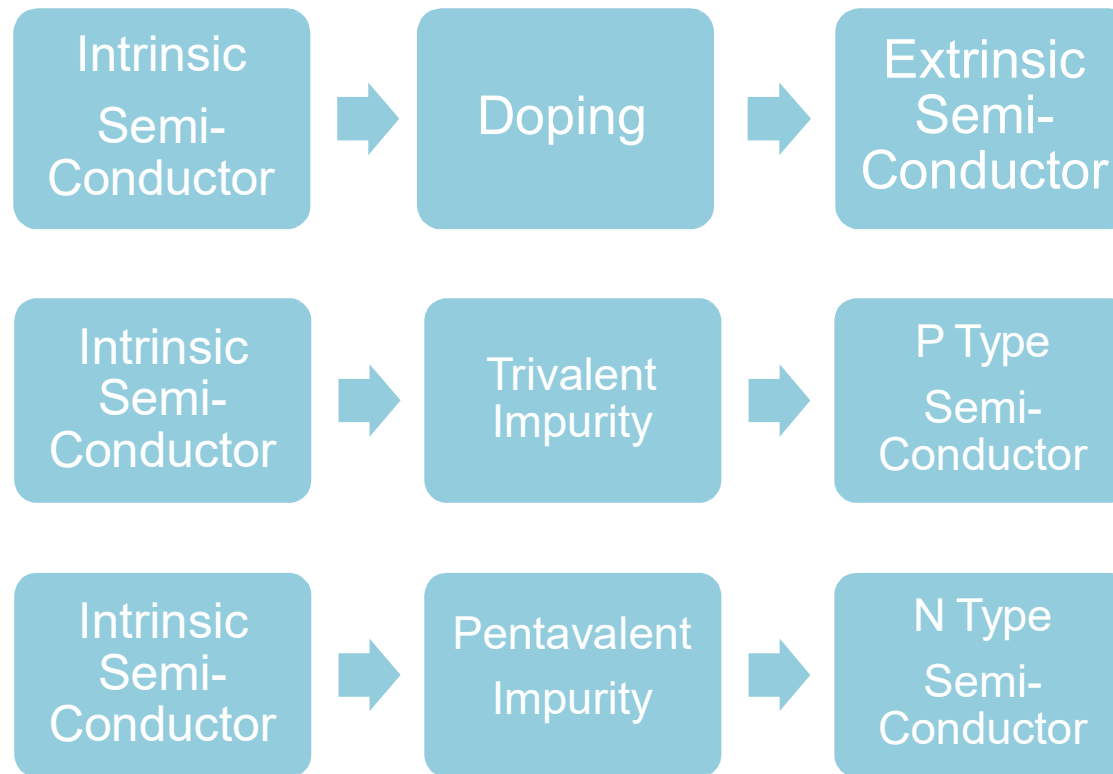 Intrinsic
Semi-
Conductor
Doping
Extrinsic
Semi-
Conductor
Intrinsic
Semi-
Conductor
Trivalent
Impurity
P Type
Semi-
Conductor
Intrinsic
Semi-
Conductor
Pentavalent
Impurity
N Type
Semi-
Conductor